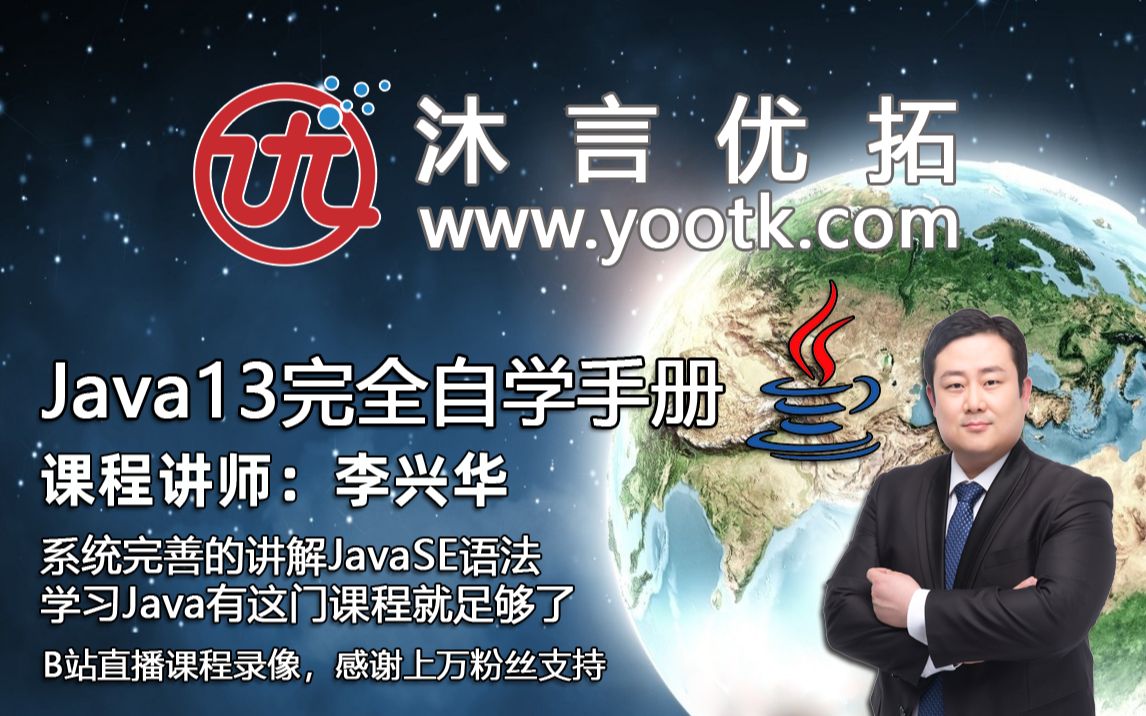 优
沐言优拓
www.yootk.com
Java13完全自学手册
课程讲师：李兴华
系统完善的讲解JavaSE语法
学习Java有这门课程就足够了
B站直播课程录像，感谢上万粉丝支持